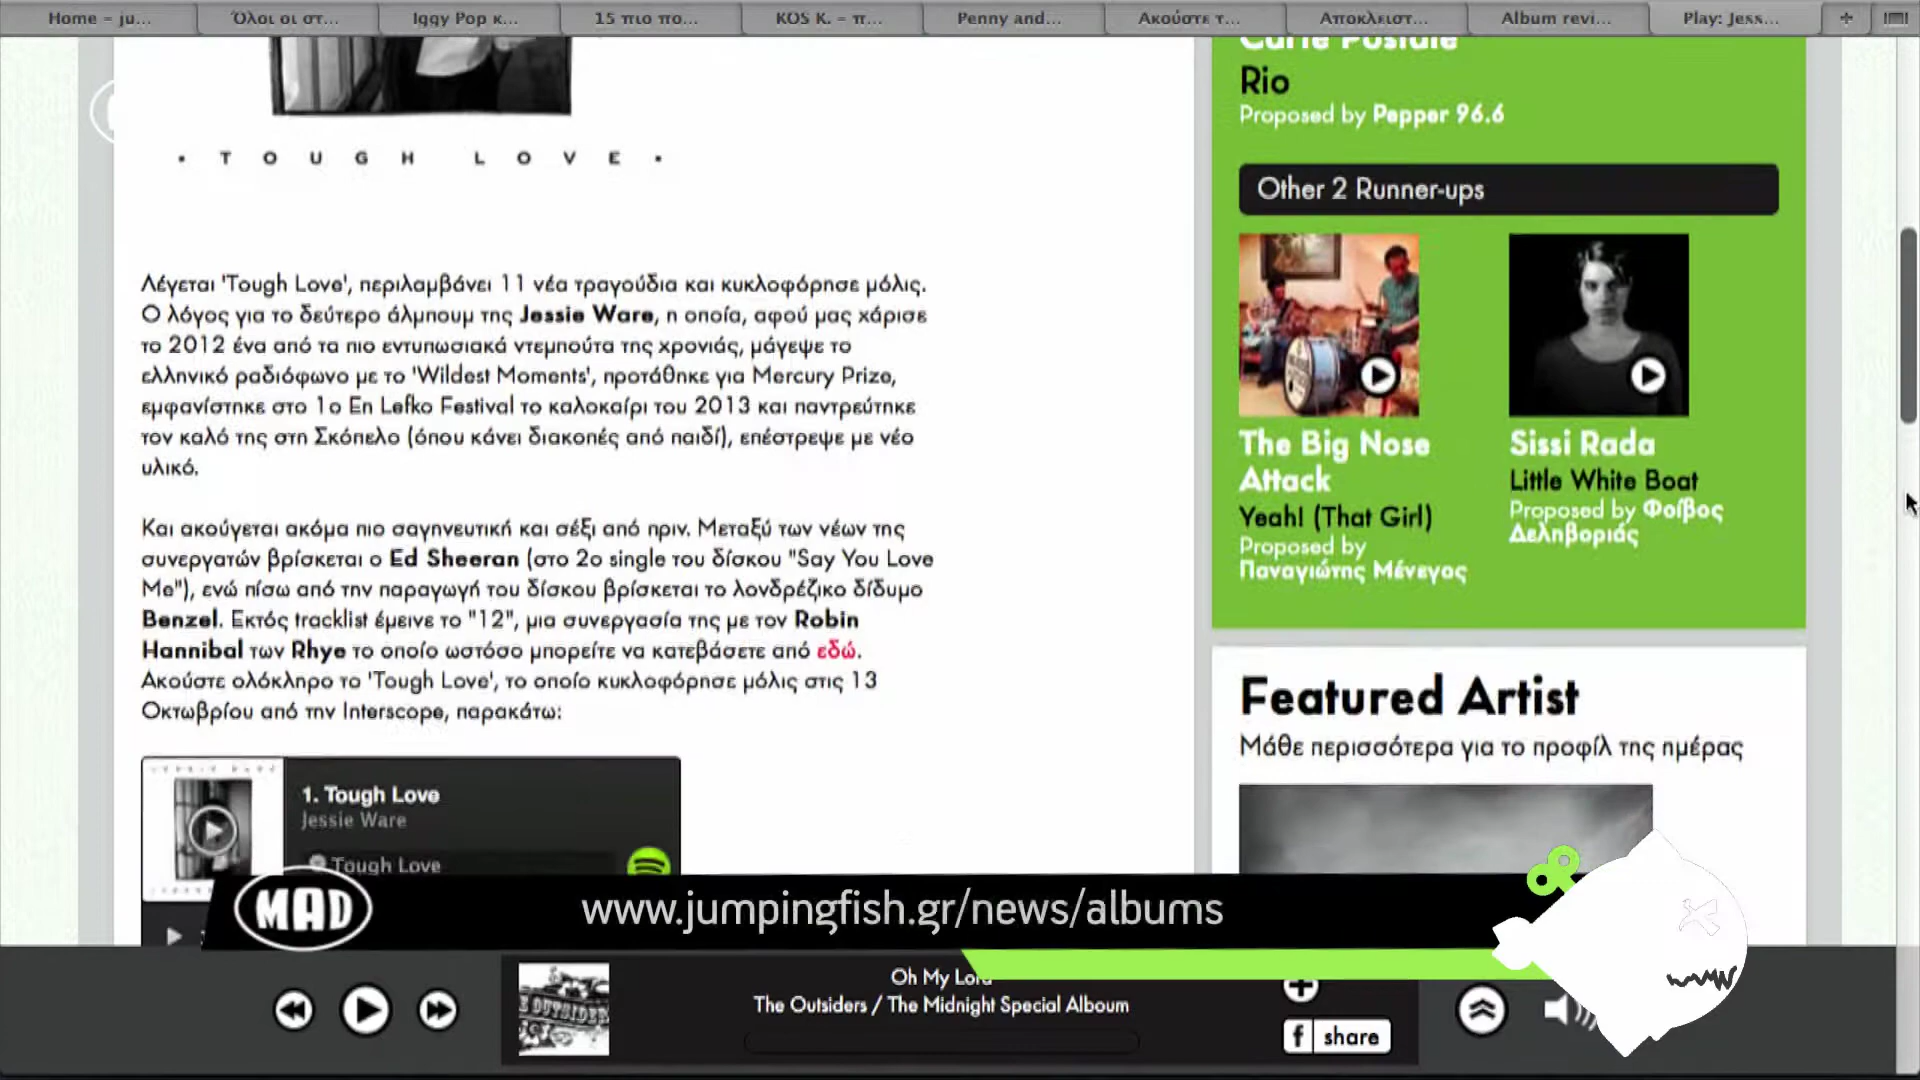 Home – ju...
Όλοι οι στ...
Iggy Pop κ...
15 πιο πο...
KOS K. – π...
Penny and...
Ακούστε τ...
Αποκλειστ...
Album revi...
Play: Jess...
• TOUGH LOVE •
Λέγεται 'Tough Love', περιλαμβάνει 11 νέα τραγούδια και κυκλοφόρησε μόλις.
Ο λόγος για το δεύτερο άλμπουμ της Jessie Ware, η οποία, αφού μας χάρισε
το 2012 ένα από τα πιο εντυπωσιακά ντεμπούτα της χρονιάς, μάγεψε το
ελληνικό ραδιόφωνο με το 'Wildest Moments', προτάθηκε για Mercury Prize,
εμφανίστηκε στο 1ο En Lefko Festival το καλοκαίρι του 2013 και παντρεύτηκε
τον καλό της στη Σκόπελο (όπου κάνει διακοπές από παιδί), επέστρεψε με νέο
υλικό.
Και ακούγεται ακόμα πιο σαγηνευτική και σέξι από πριν. Μεταξύ των νέων της
συνεργατών βρίσκεται ο Ed Sheeran (στο 2ο single του δίσκου "Say You Love
Me"), ενώ πίσω από την παραγωγή του δίσκου βρίσκεται το λονδρέζικο δίδυμο
Benzel. Εκτός tracklist έμεινε το "12", μια συνεργασία της με τον Robin
Hannibal των Rhye το οποίο ωστόσο μπορείτε να κατεβάσετε από εδώ.
Ακούστε ολόκληρο το 'Tough Love', το οποίο κυκλοφόρησε μόλις στις 13
Οκτωβρίου από την Interscope, παρακάτω:
1. Tough Love
Jessie Ware
Tough Love
Carte Postale
Rio
Proposed by Pepper 96.6
Other 2 Runner-ups
The Big Nose
Attack
Yeah! (That Girl)
Proposed by
Παναγιώτης Μένεγος
Sissi Rada
Little White Boat
Proposed by Φοίβος
Δεληβοριάς
Featured Artist
Μάθε περισσότερα για το προφίλ της ημέρας
MAD
www.jumpingfish.gr/news/albums
Oh My Lord
The Outsiders / The Midnight Special Alboum
f share